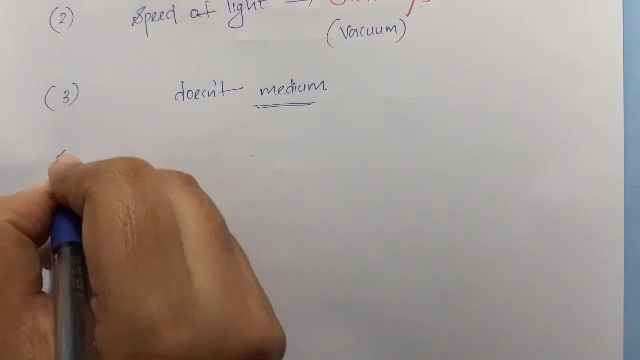 (2) Speed of light →
(Vacuum)
(3) doesn't medium